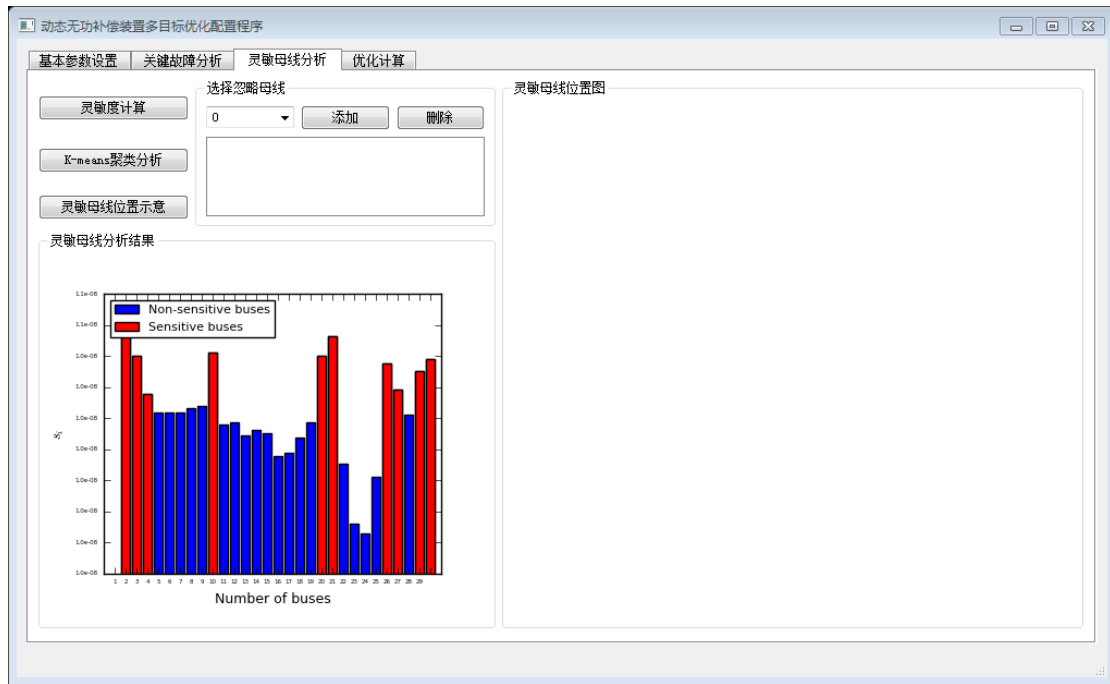 动态无功补偿装置多目标优化配置程序
基本参数设置 关键故障分析 灵敏母线分析 优化计算
灵敏度计算
K-means聚类分析
灵敏母线位置示意
选择忽略母线
0 添加 删除
灵敏母线位置图
灵敏母线分析结果
Non-sensitive buses
Sensitive buses
1.1e-08
1.1e-08
1.0e-08
1.0e-08
1.0e-08
1.0e-08
1.0e-08
1.0e-08
1.0e-08
1.0e-08
s_i
1 2 3 4 5 6 7 8 9 10 11 12 13 14 15 16 17 18 19 20 21 22 23 24 25 26 27 28 29
Number of buses